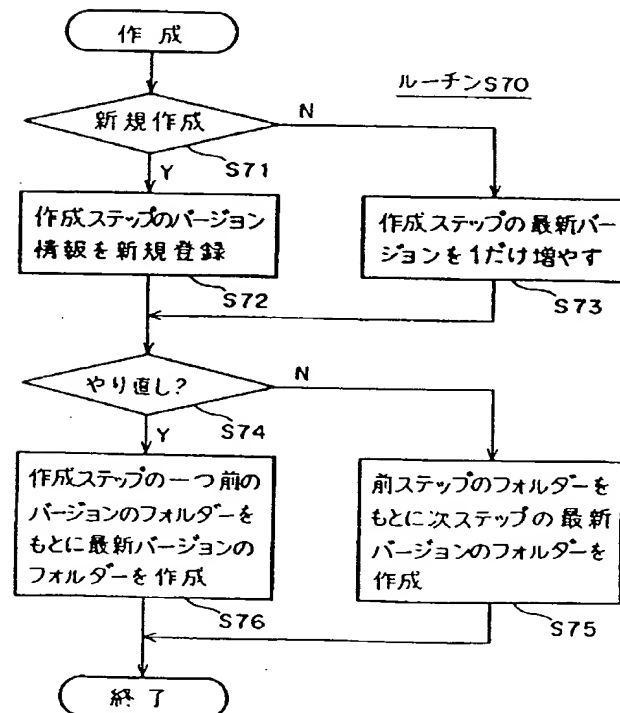 作成
ルーチンS70
新規作成
N
S71
Y
作成ステップのバージョン
情報を新規登録
作成ステップの最新バー
ジョンを1だけ増やす
S72
S73
やり直し?
N
S74
Y
作成ステップの一つ前の
バージョンのフォルダーを
もとに最新バージョンの
フォルダーを作成
前ステップのフォルダーを
もとに次ステップの最新
バージョンのフォルダーを
作成
S76
S75
終了